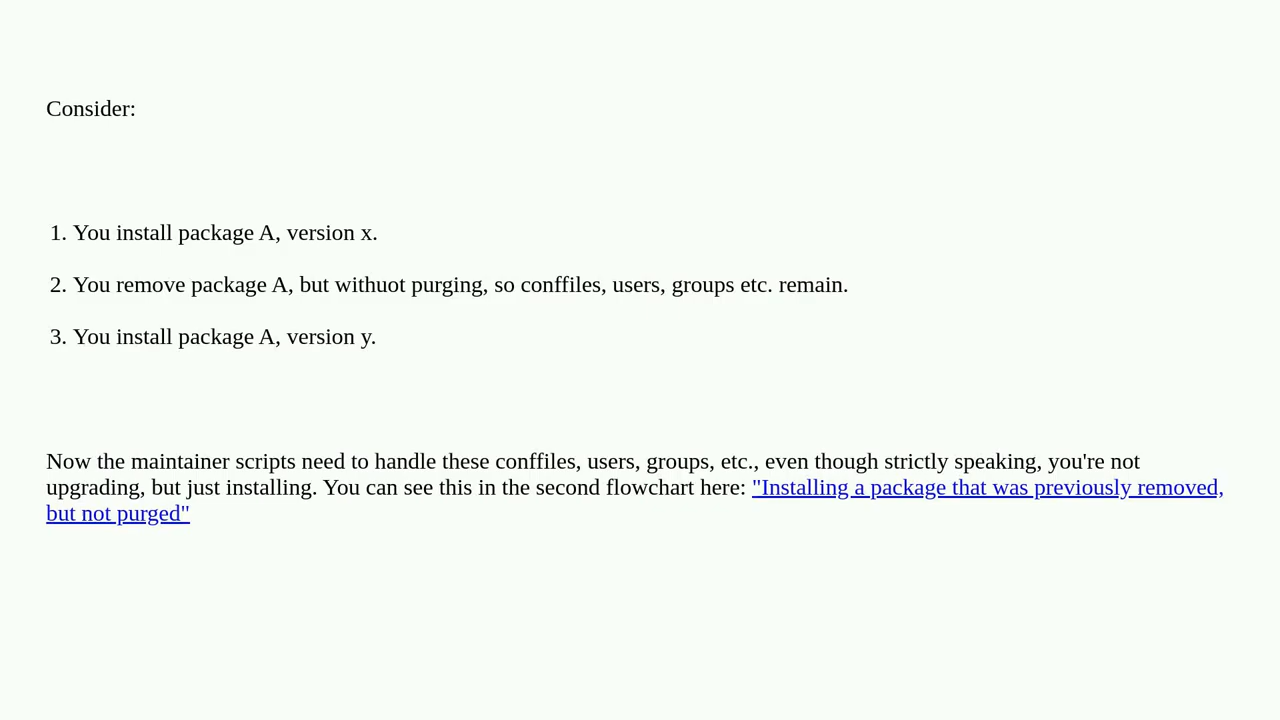 Consider:
1. You install package A, version x.
2. You remove package A, but withuot purging, so conffiles, users, groups etc. remain.
3. You install package A, version y.
Now the maintainer scripts need to handle these conffiles, users, groups, etc., even though strictly speaking, you're not
upgrading, but just installing. You can see this in the second flowchart here: "Installing a package that was previously removed,
but not purged"